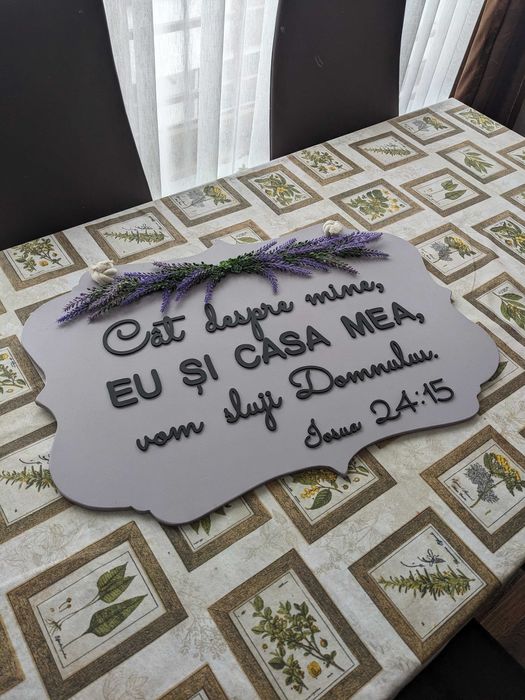 Cât despre mine,
EU ȘI CASA MEA,
vom sluji Domnului.
Iosua 24:15